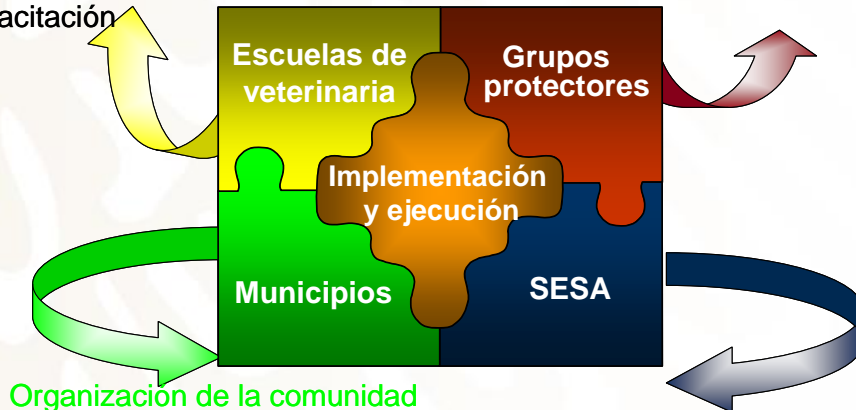 acitación
Escuelas de
veterinaria
Grupos
protectores
Implementación
y ejecución
Municipios
SESA
Organización de la comunidad